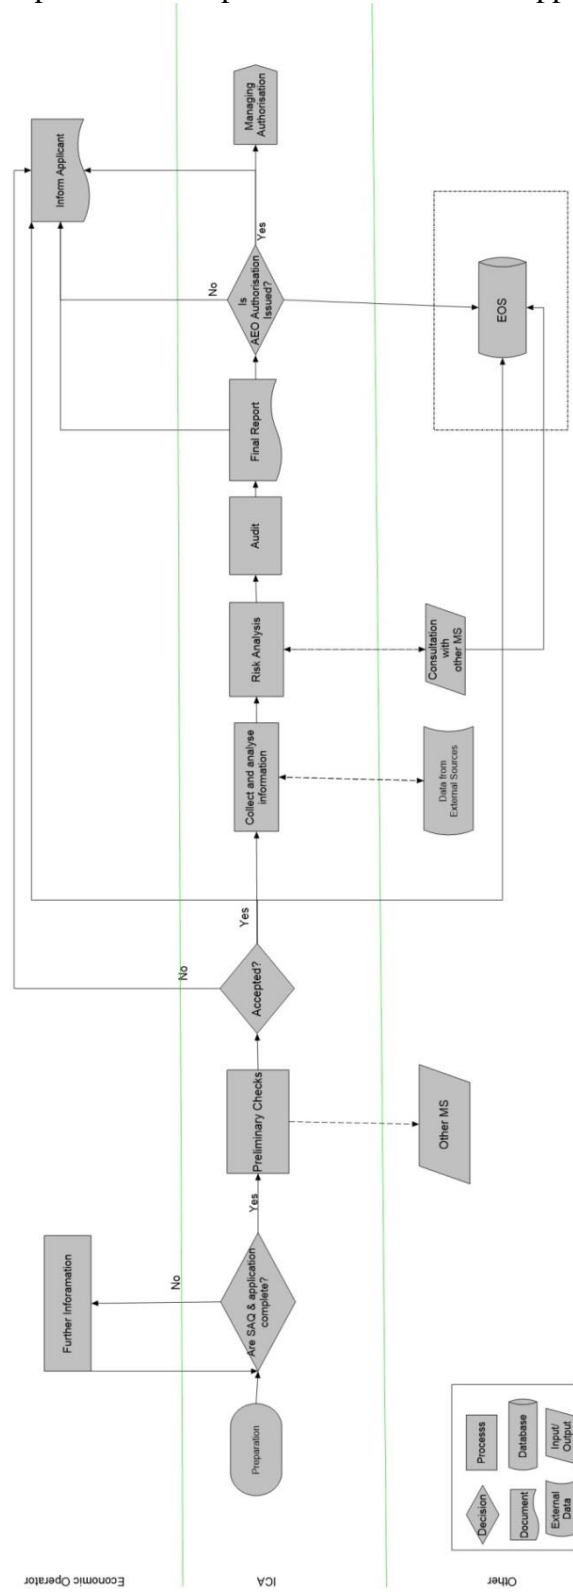 Economic Operator
ICA
Other
Preparation
Are SAQ & application
complete?
No
Further Inforamation
Yes
Preliminary Checks
Other MS
Accepted?
No
Yes
Collect and analyse
information
Data from
External Sources
Risk Analysis
Consultation
with
other MS
Audit
Final Report
Is
AEO Authorisation
Issued?
No
Yes
Inform Applicant
Managing
Authorisation
EOS
Decision
Processs
Document
Database
External
Data
Input/
Output